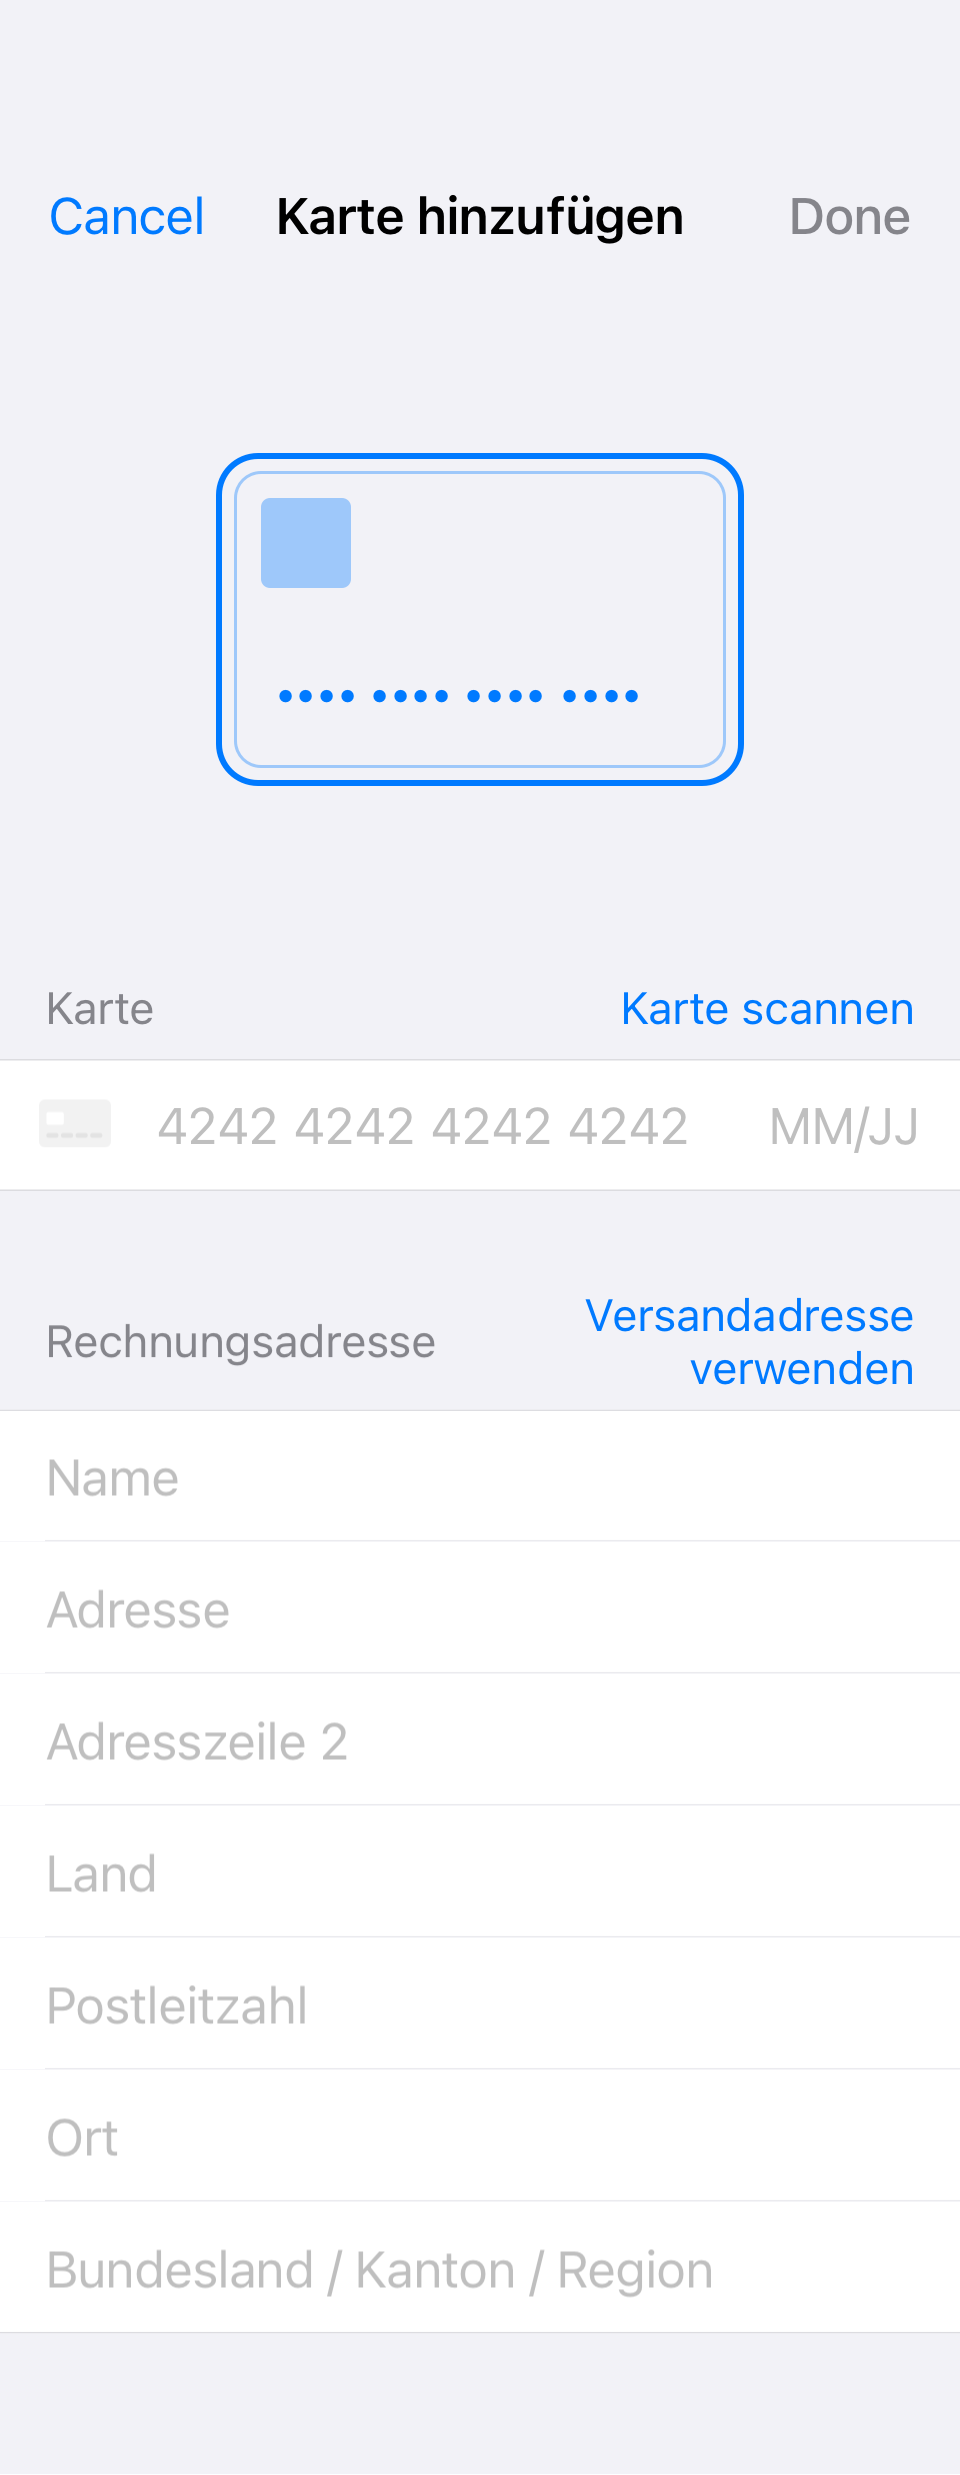 Cancel Karte hinzufügen Done
•••• •••• •••• ••••
Karte Karte scannen
4242 4242 4242 4242 MM/JJ
Rechnungsadresse Versandadresse
verwenden
Name
Adresse
Adresszeile 2
Land
Postleitzahl
Ort
Bundesland / Kanton / Region